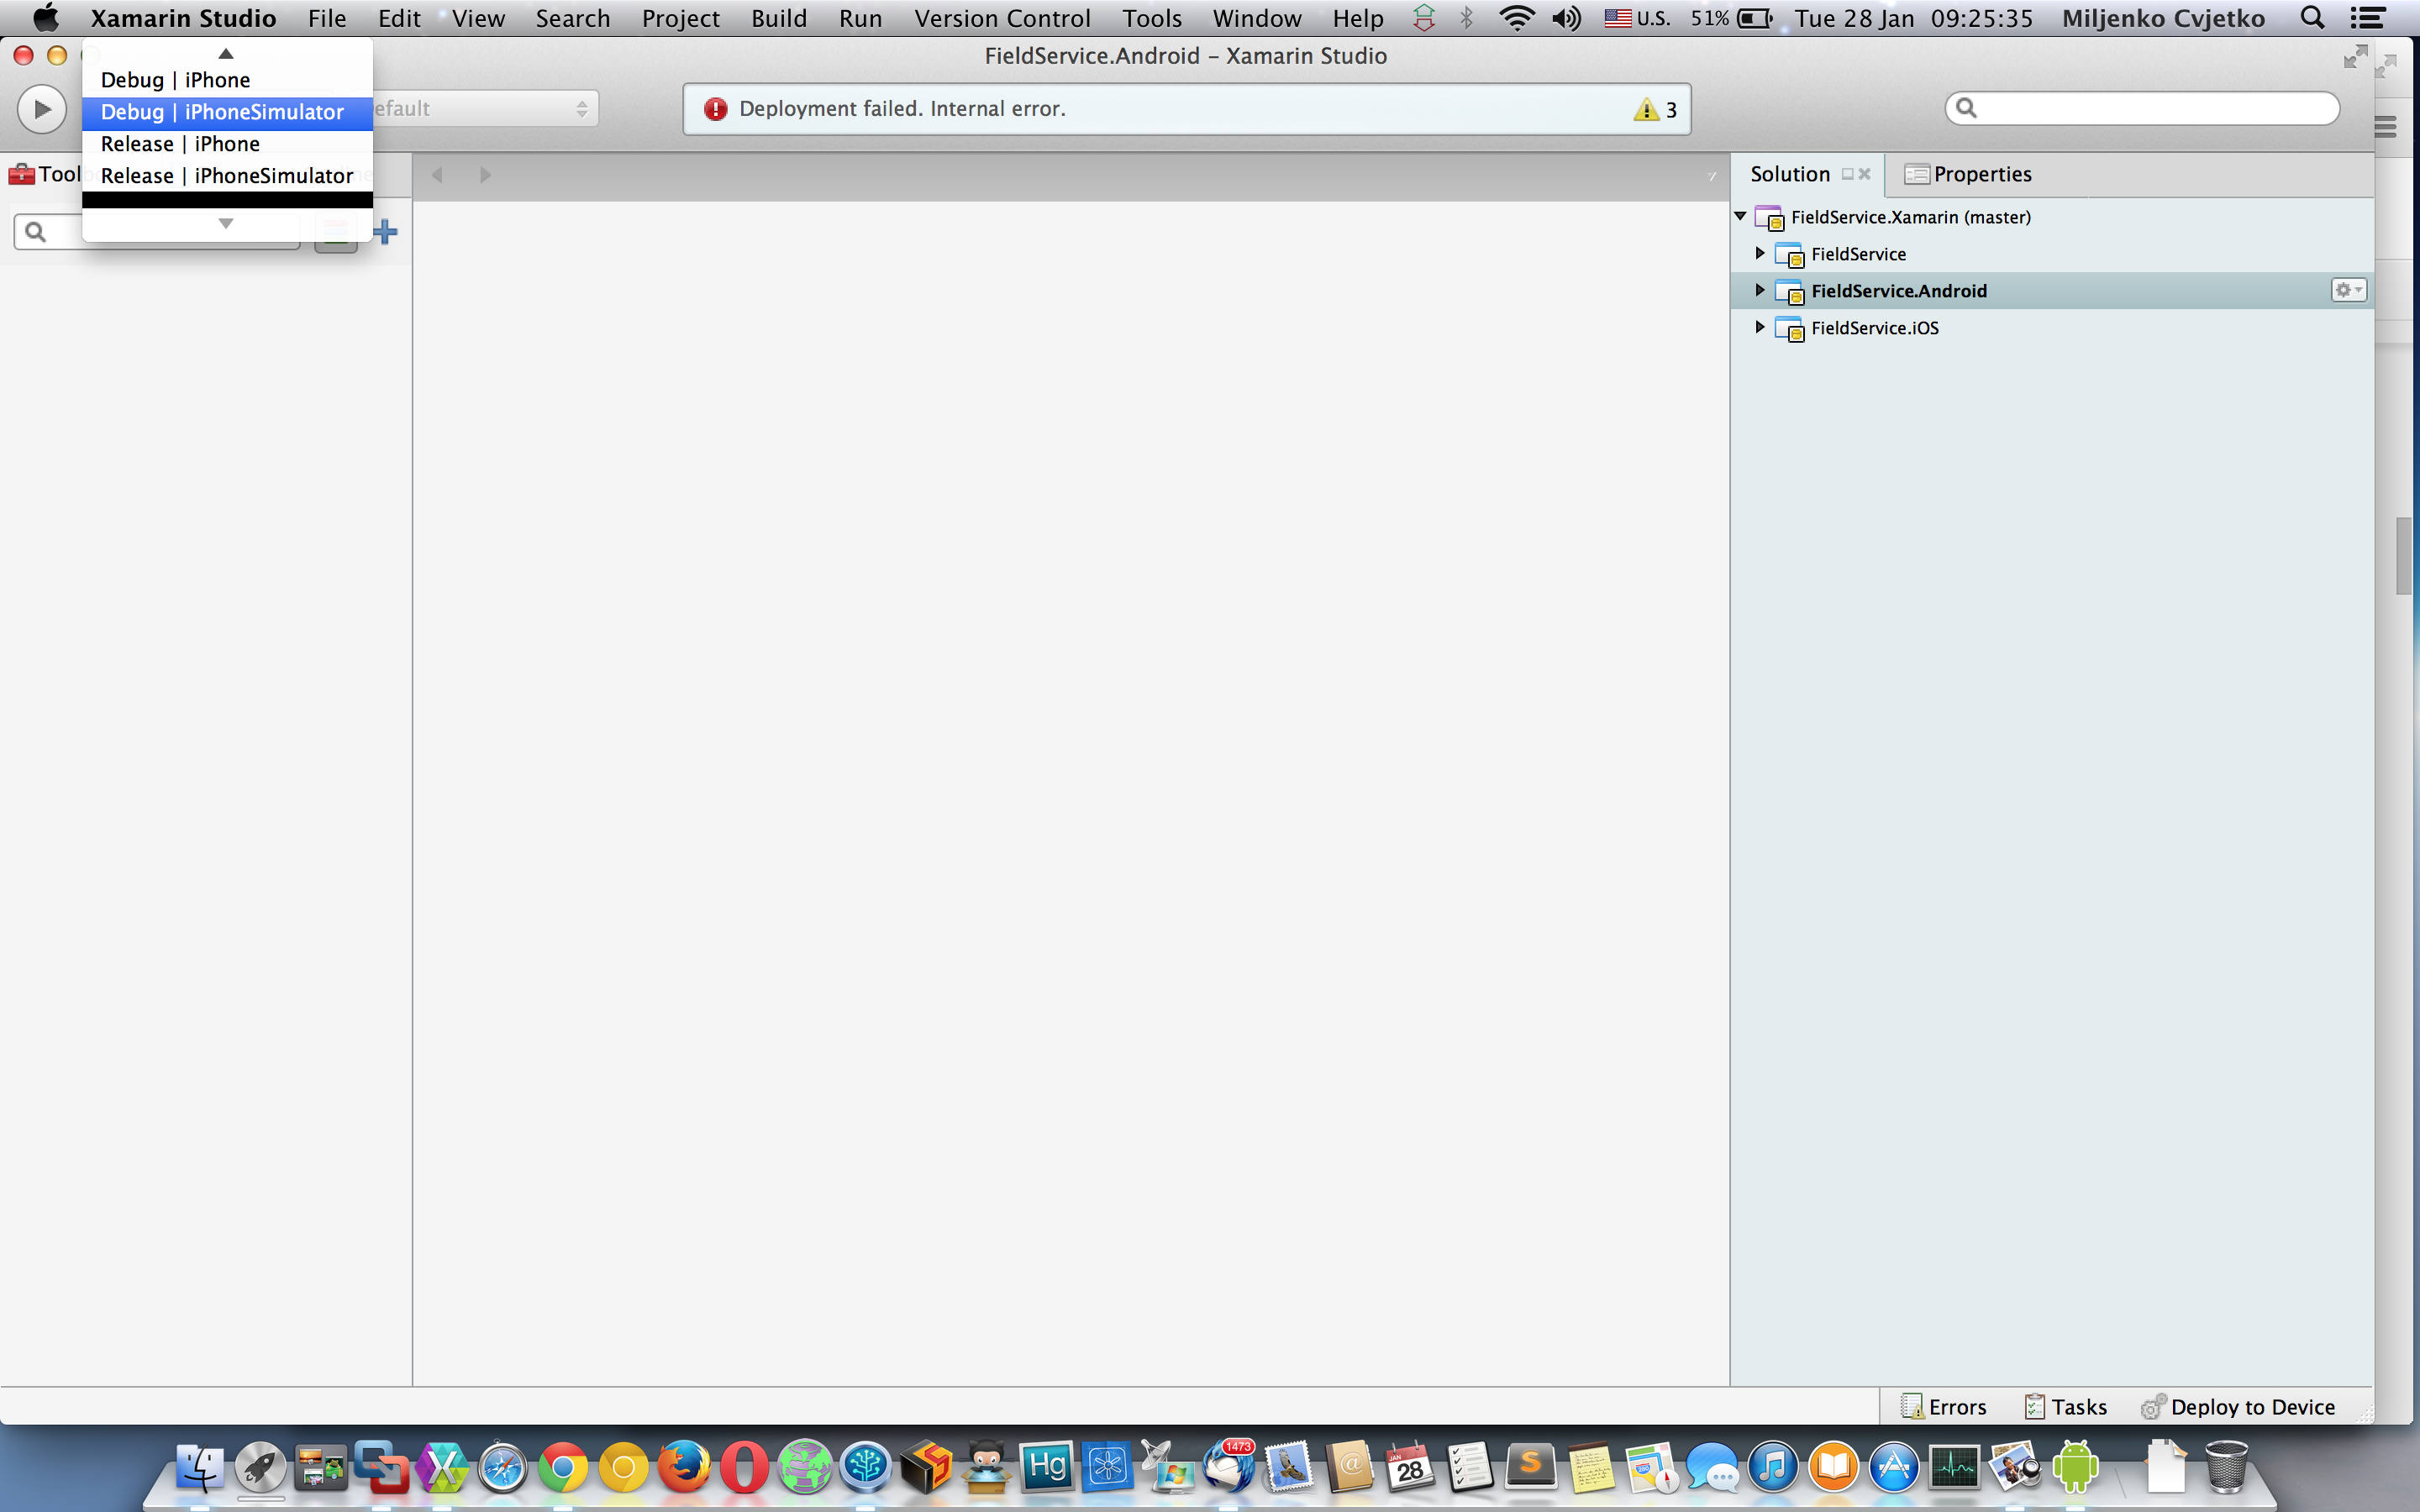 Xamarin Studio File Edit View Search Project Build Run Version Control Tools Window Help U.S. 51% Tue 28 Jan 09:25:35 Miljenko Cvjetko
FieldService.Android – Xamarin Studio
Debug | iPhone
Debug | iPhoneSimulator
Release | iPhone
Release | iPhoneSimulator
efault
Deployment failed. Internal error.
3
Tool
Solution
Properties
FieldService.Xamarin (master)
FieldService
FieldService.Android
FieldService.iOS
Errors
Tasks
Deploy to Device
1473
Hg
@
JAN
28
S
280